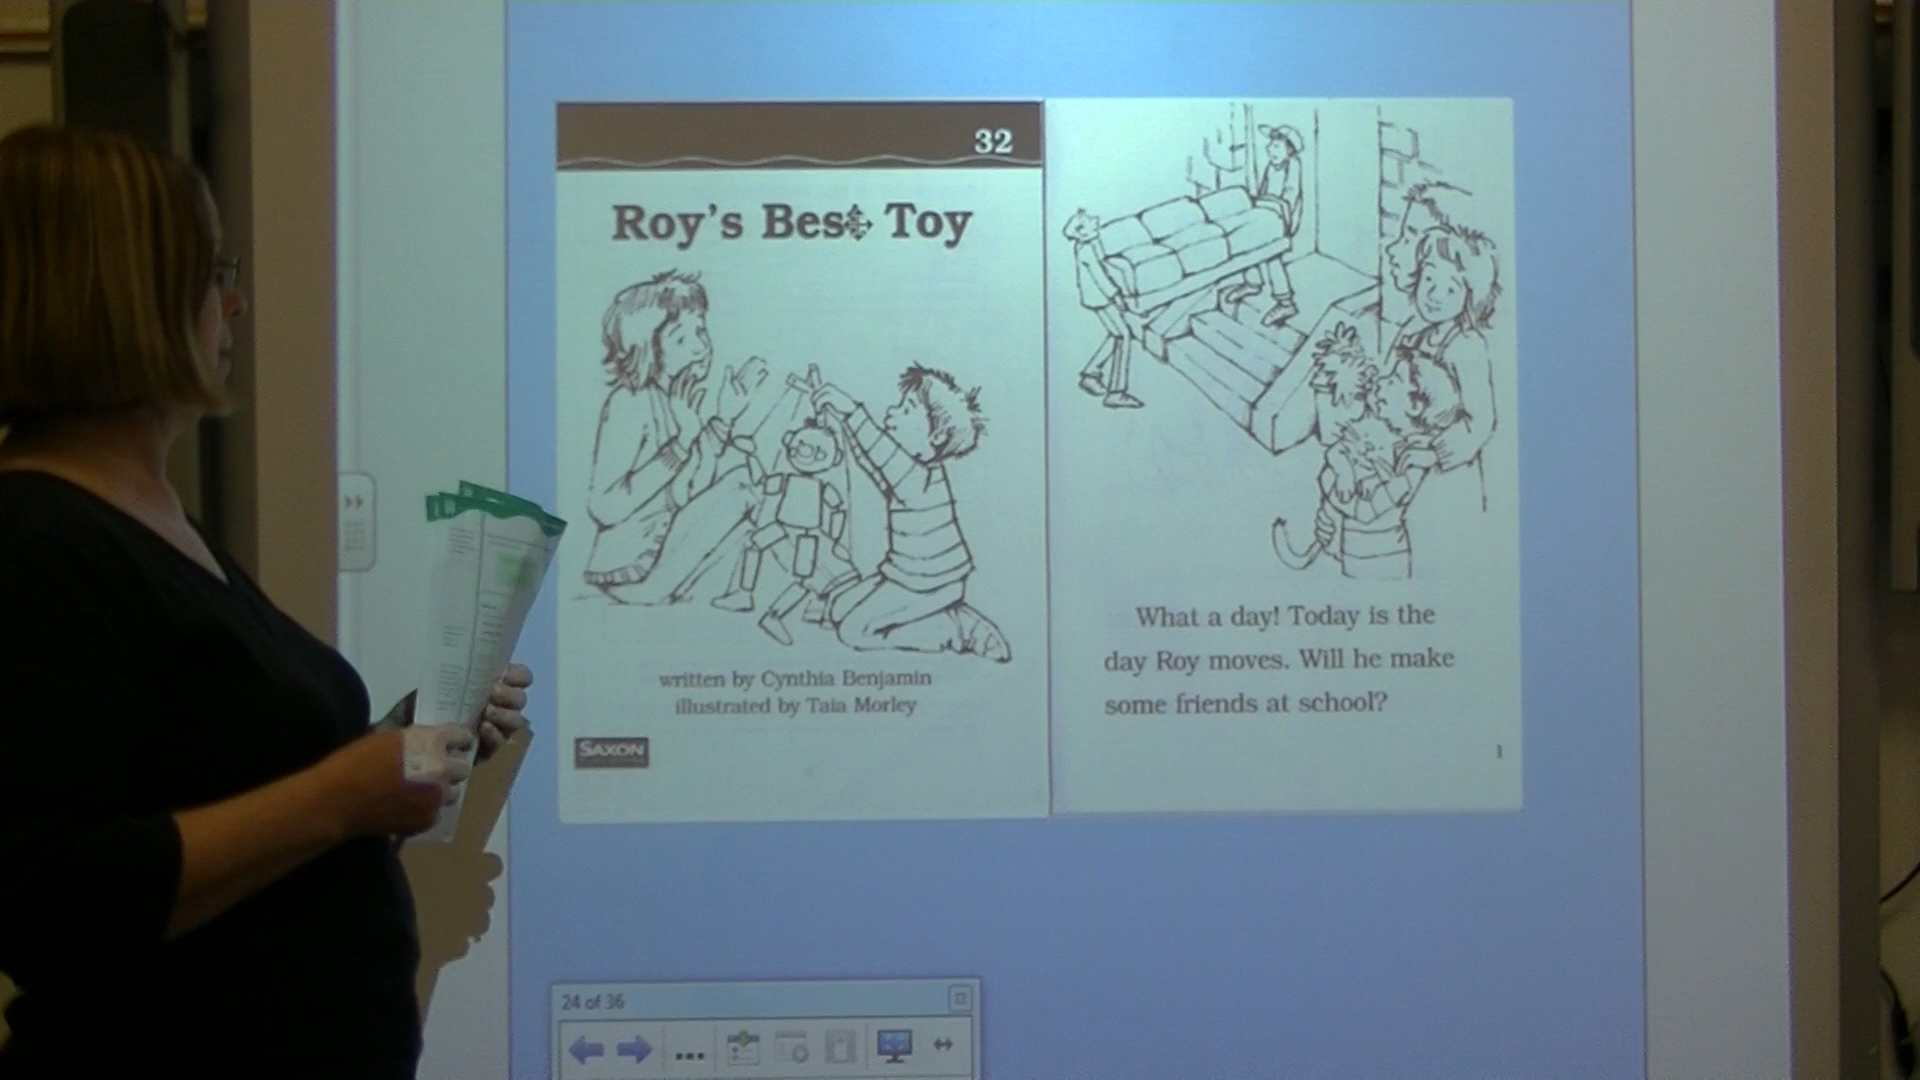 32
Roy's Best Toy
written by Cynthia Benjamin
illustrated by Taia Morley
SAXON
What a day! Today is the
day Roy moves. Will he make
some friends at school?
1
24 of 36